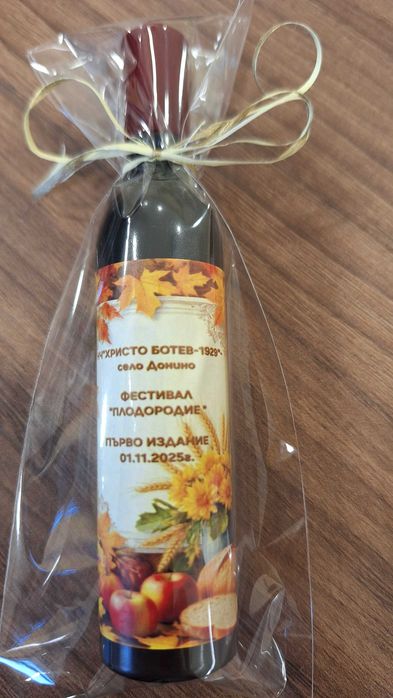 "ХРИСТО БОТЕВ-1929"-
село Донино
ФЕСТИВАЛ
"ПЛОДОРОДИЕ"
ПЪРВО ИЗДАНИЕ
01.11.2025г.